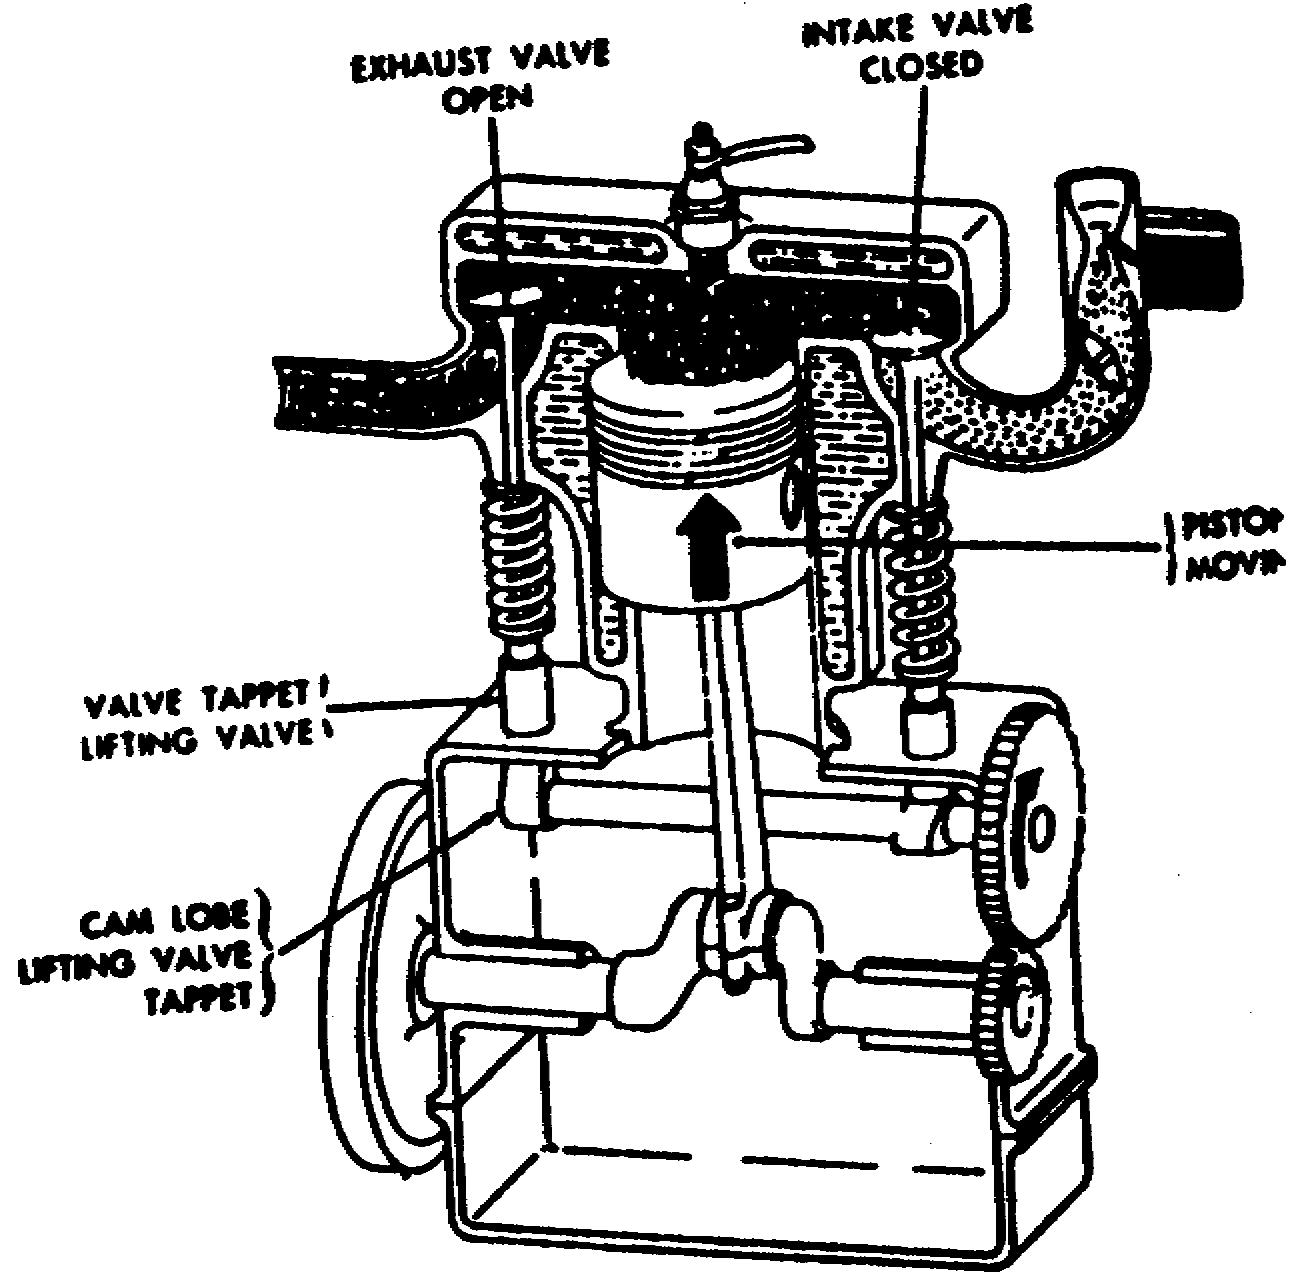 EXHAUST VALVE
OPEN
INTAKE VALVE
CLOSED
VALVE TAPPET
LIFTING VALVE
CAM LOBE
LIFTING VALVE
TAPPET